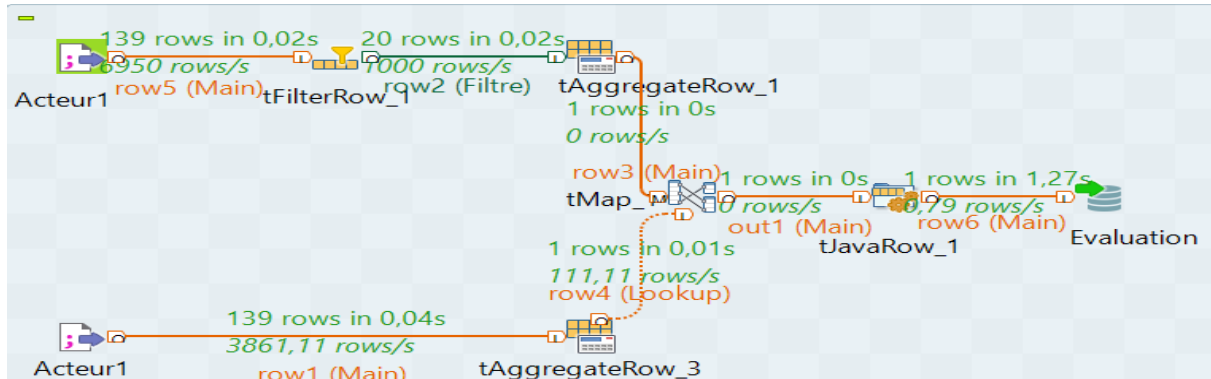 139 rows in 0,02s
6950 rows/s
row5 (Main)
Acteur1
tFilterRow_1
20 rows in 0,02s
1000 rows/s
row2 (Filtre)
tAggregateRow_1
1 rows in 0s
0 rows/s
row3 (Main)
tMap_
1 rows in 0s
0 rows/s
out1 (Main)
tJavaRow_1
1 rows in 1,27s
0,79 rows/s
row6 (Main)
Evaluation
1 rows in 0,01s
111,11 rows/s
row4 (Lookup)
139 rows in 0,04s
3861,11 rows/s
row1 (Main)
Acteur1
tAggregateRow_3